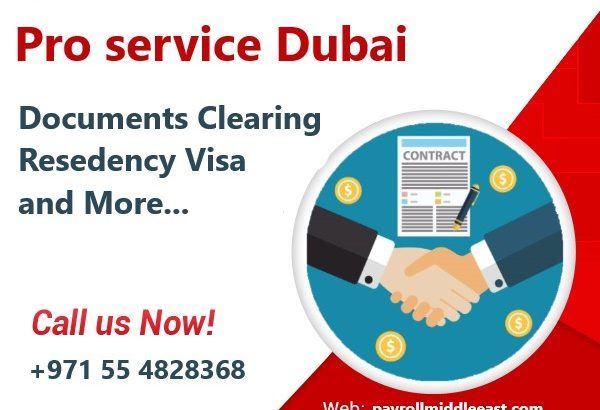 Pro service Dubai
Documents Clearing
Resedency Visa
and More...
CONTRACT
Call us Now!
+971 55 4828368
Web: payrollmiddleeast.com